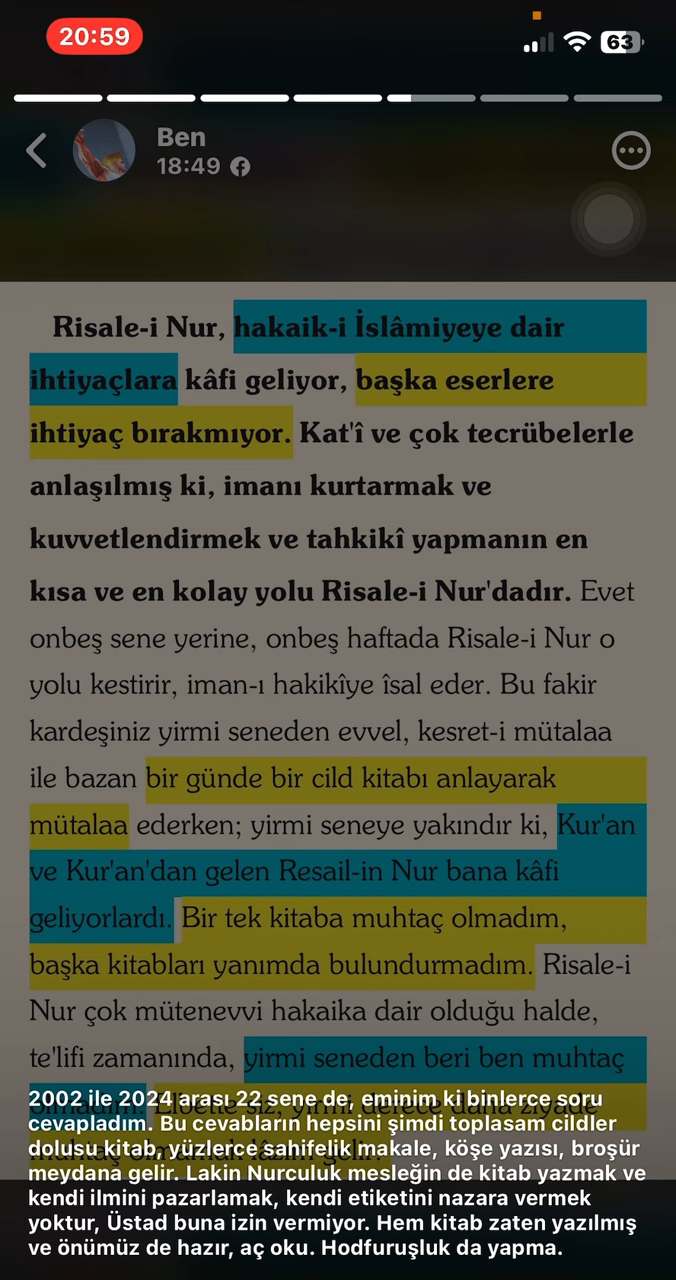 20:59
63
Ben
18:49
Risale-i Nur, hakaik-i İslâmiyeye dair
ihtiyaçlara kâfi geliyor, başka eserlere
ihtiyaç bırakmıyor. Kat'î ve çok tecrübelerle
anlaşılmış ki, imanı kurtarmak ve
kuvvetlendirmek ve tahkikî yapmanın en
kısa ve en kolay yolu Risale-i Nur'dadır. Evet
onbeş sene yerine, onbeş haftada Risale-i Nur o
yolu kestirir, iman-ı hakikîye îsal eder. Bu fakir
kardeşiniz yirmi seneden evvel, kesret-i mütalaa
ile bazan bir günde bir cild kitabı anlayarak
mütalaa ederken; yirmi seneye yakındır ki, Kur'an
ve Kur'an'dan gelen Resail-in Nur bana kâfi
geliyorlardı. Bir tek kitaba muhtaç olmadım,
başka kitabları yanımda bulundurmadım. Risale-i
Nur çok mütenevvi hakaika dair olduğu halde,
te'lifi zamanında, yirmi seneden beri ben muhtaç
olmadım. Elbette siz, yirmi derece daha ziyade
2002 ile 2024 arası 22 sene de, eminim ki binlerce soru
cevapladım. Bu cevabların hepsini şimdi toplasam cildler
dolusu kitab, yüzlerce sahifelik makale, köşe yazısı, broşür
meydana gelir. Lakin Nurculuk mesleğin de kitab yazmak ve
kendi ilmini pazarlamak, kendi etiketini nazara vermek
yoktur, Üstad buna izin vermiyor. Hem kitab zaten yazılmış
ve önümüz de hazır, aç oku. Hodfuruşluk da yapma.